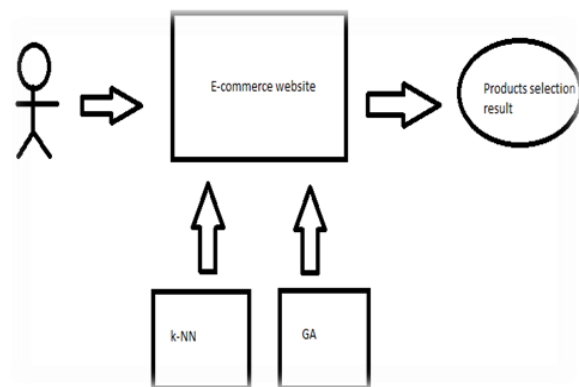 E-commerce website
Products selection
result
k-NN
GA